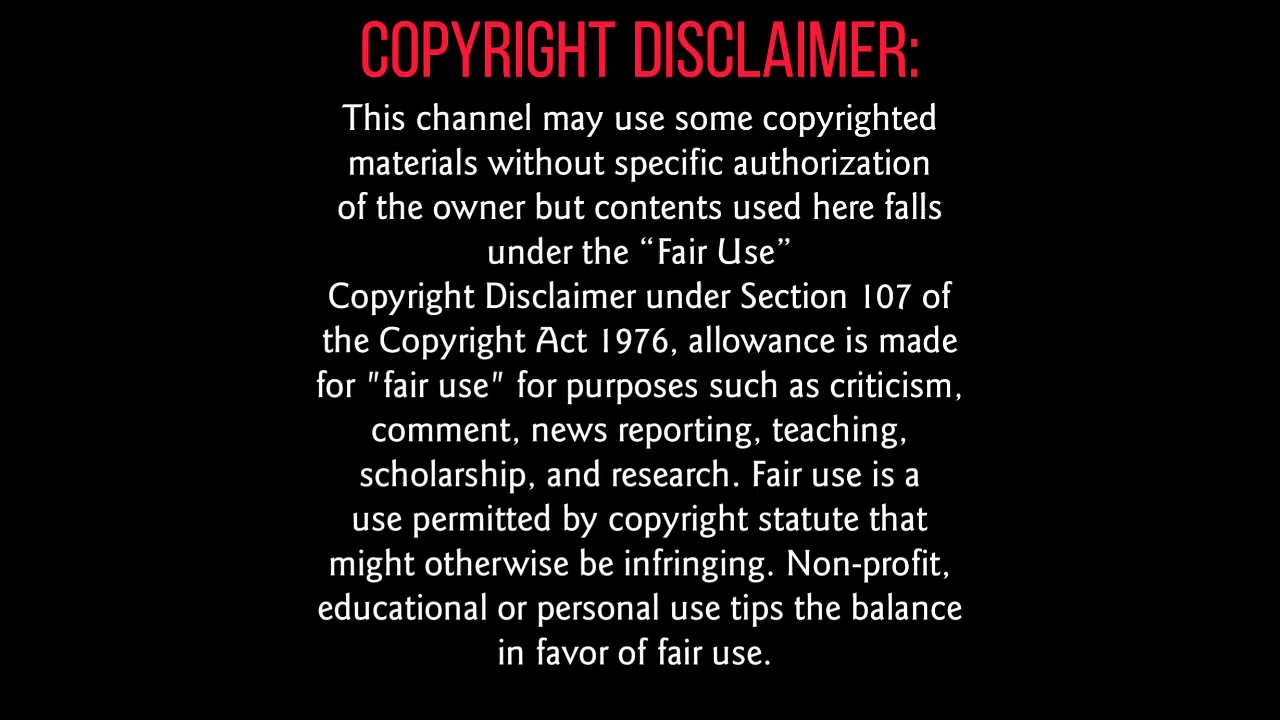 COPYRIGHT DISCLAIMER:
This channel may use some copyrighted
materials without specific authorization
of the owner but contents used here falls
under the “Fair Use”
Copyright Disclaimer under Section 107 of
the Copyright Act 1976, allowance is made
for "fair use" for purposes such as criticism,
comment, news reporting, teaching,
scholarship, and research. Fair use is a
use permitted by copyright statute that
might otherwise be infringing. Non-profit,
educational or personal use tips the balance
in favor of fair use.